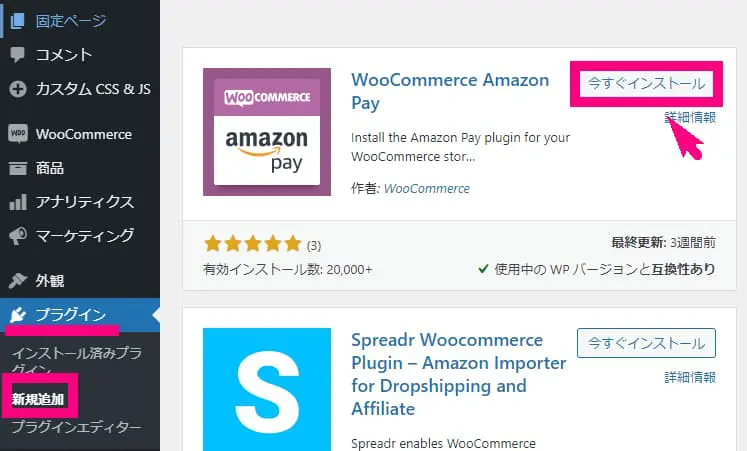 固定ページ
コメント
カスタム CSS & JS
WooCommerce
商品
アナリティクス
マーケティング
外観
プラグイン
インストール済みプラ
グイン
新規追加
プラグインエディター
WOO COMMERCE
amazon
pay
WooCommerce Amazon
Pay
今すぐインストール
詳細情報
Install the Amazon Pay plugin for your
WooCommerce stor...
作者: WooCommerce
(3)
最終更新: 3週間前
有効インストール数: 20,000+
使用中の WP バージョンと互換性あり
S
Spreadr Woocommerce
Plugin – Amazon Importer
for Dropshipping and
Affiliate
今すぐインストール
詳細情報
Spreadr enables WooCommerce